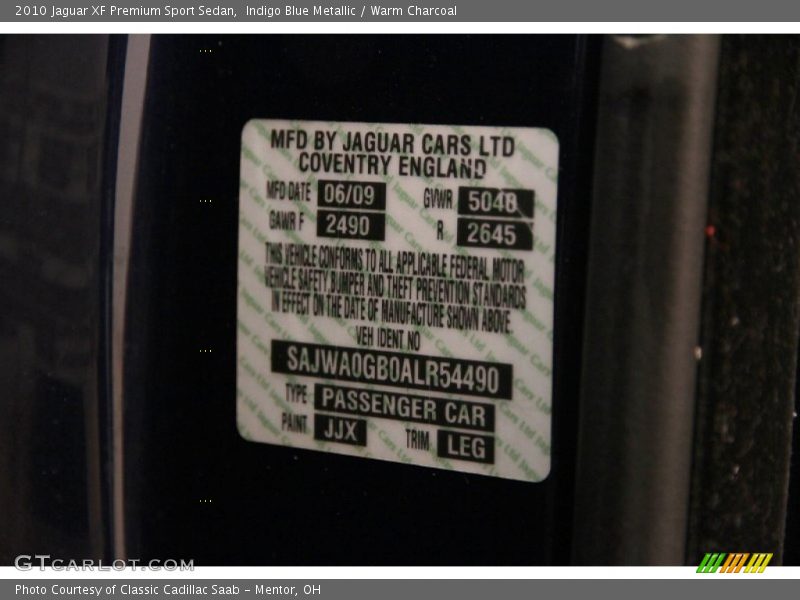 2010 Jaguar XF Premium Sport Sedan,  Indigo Blue Metallic / Warm Charcoal
MFD BY JAGUAR CARS LTD
COVENTRY ENGLAND
MFD DATE 06/09 GVWR 5048
GAWR F 2490 R 2645
THIS VEHICLE CONFORMS TO ALL APPLICABLE FEDERAL MOTOR
VEHICLE SAFETY, BUMPER AND THEFT PREVENTION STANDARDS
IN EFFECT ON THE DATE OF MANUFACTURE SHOWN ABOVE.
VEH IDENT NO
SAJWA0GB0ALR54490
TYPE PASSENGER CAR
PAINT JJX TRIM LEG
GTCARLOT.COM
Photo Courtesy of Classic Cadillac Saab - Mentor, OH